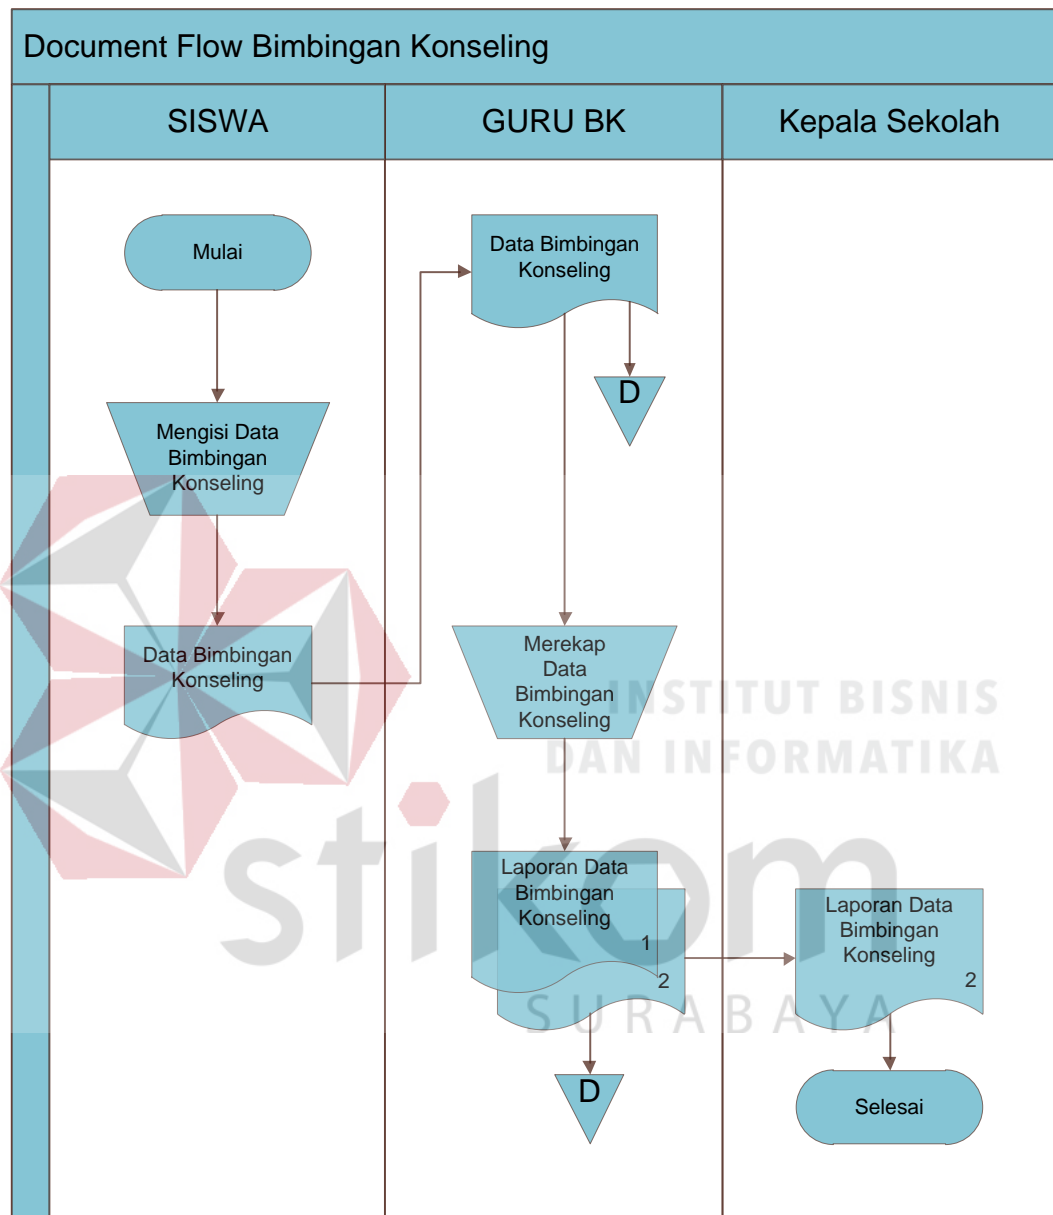 Document Flow Bimbingan Konseling
SISWA
GURU BK
Kepala Sekolah
Mulai
Data Bimbingan
Konseling
D
Mengisi Data
Bimbingan
Konseling
Data Bimbingan
Konseling
Merekap
Data
Bimbingan
Konseling
INSTITUT BISNIS
DAN INFORMATIKA
stikom
SURABAYA
Laporan Data
Bimbingan
Konseling
1
2
Laporan Data
Bimbingan
Konseling
2
D
Selesai